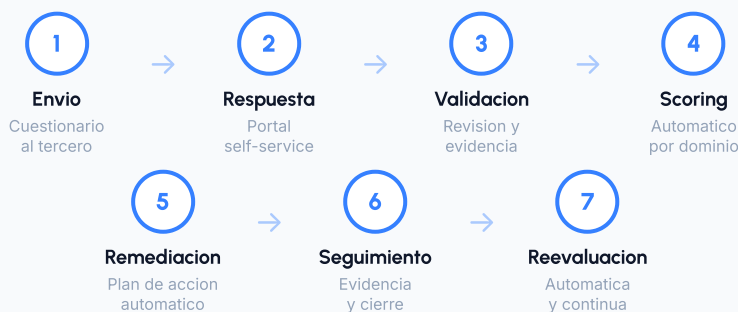 1
2
3
4
Envio
Respuesta
Validacion
Scoring
Cuestionario
al tercero
Portal
self-service
Revision y
evidencia
Automatico
por dominio
5
6
7
Remediacion
Seguimiento
Reevaluacion
Plan de accion
automatico
Evidencia
y cierre
Automatica
y continua